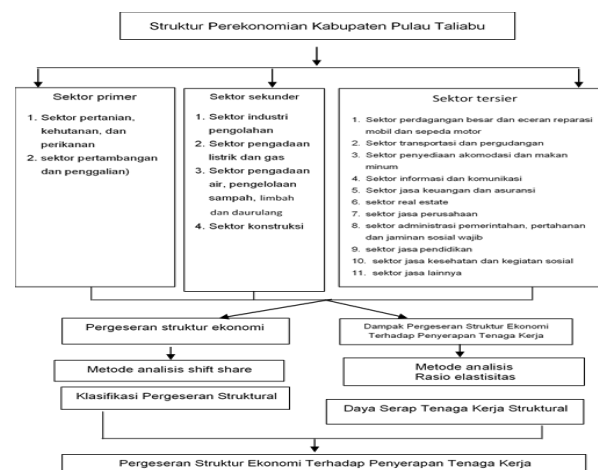 Struktur Perekonomian Kabupaten Pulau Taliabu
Sektor primer
1. Sektor pertanian,
kehutanan, dan
perikanan
2. sektor pertambangan
dan penggalian)
Sektor sekunder
1. Sektor industri
pengolahan
2. Sektor pengadaan
listrik dan gas
3. Sektor pengadaan
air, pengelolaan
sampah, limbah
dan daurulang
4. Sektor konstruksi
Sektor tersier
1. Sektor perdagangan besar dan eceran reparasi
mobil dan sepeda motor
2. Sektor transportasi dan pergudangan
3. Sektor penyediaan akomodasi dan makan
minum
4. Sektor informasi dan komunikasi
5. Sektor jasa keuangan dan asuransi
6. sektor real estate
7. sektor jasa perusahaan
8. sektor administrasi pemerintahan, pertahanan
dan jaminan sosial wajib
9. sektor jasa pendidikan
10. sektor jasa kesehatan dan kegiatan sosial
11. sektor jasa lainnya
Pergeseran struktur ekonomi
Dampak Pergeseran Struktur Ekonomi
Terhadap Penyerapan Tenaga Kerja
Metode analisis shift share
Metode analisis
Rasio elastisitas
Klasifikasi Pergeseran Struktural
Daya Serap Tenaga Kerja Struktural
Pergeseran Struktur Ekonomi Terhadap Penyerapan Tenaga Kerja